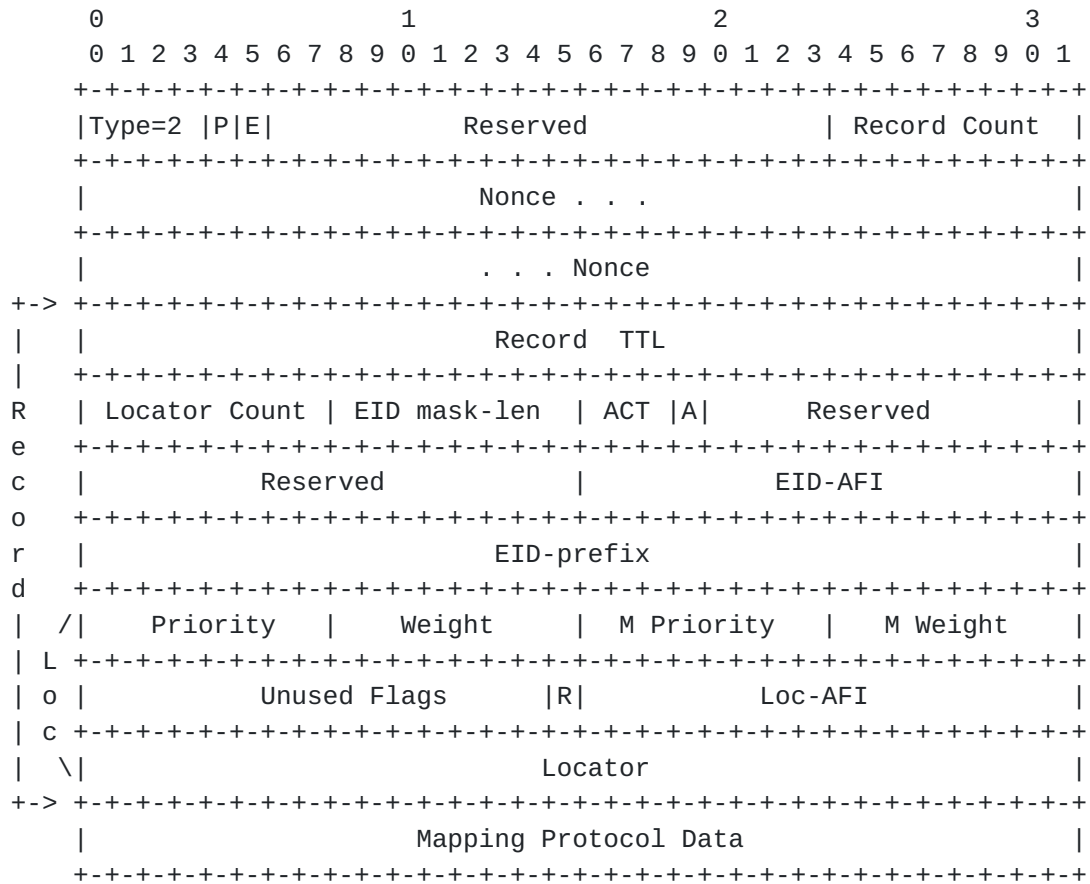 0                   1                   2                   3
        0 1 2 3 4 5 6 7 8 9 0 1 2 3 4 5 6 7 8 9 0 1 2 3 4 5 6 7 8 9 0 1
       +-+-+-+-+-+-+-+-+-+-+-+-+-+-+-+-+-+-+-+-+-+-+-+-+-+-+-+-+-+-+-+-+
       |Type=2 |P|E|            Reserved               | Record Count  |
       +-+-+-+-+-+-+-+-+-+-+-+-+-+-+-+-+-+-+-+-+-+-+-+-+-+-+-+-+-+-+-+-+
       |                         Nonce . . .                           |
       +-+-+-+-+-+-+-+-+-+-+-+-+-+-+-+-+-+-+-+-+-+-+-+-+-+-+-+-+-+-+-+-+
       |                         . . . Nonce                           |
   +-> +-+-+-+-+-+-+-+-+-+-+-+-+-+-+-+-+-+-+-+-+-+-+-+-+-+-+-+-+-+-+-+-+
   |   |                          Record  TTL                          |
   |   +-+-+-+-+-+-+-+-+-+-+-+-+-+-+-+-+-+-+-+-+-+-+-+-+-+-+-+-+-+-+-+-+
   R   | Locator Count | EID mask-len  | ACT |A|      Reserved         |
   e   +-+-+-+-+-+-+-+-+-+-+-+-+-+-+-+-+-+-+-+-+-+-+-+-+-+-+-+-+-+-+-+-+
   c   |           Reserved            |            EID-AFI            |
   o   +-+-+-+-+-+-+-+-+-+-+-+-+-+-+-+-+-+-+-+-+-+-+-+-+-+-+-+-+-+-+-+-+
   r   |                          EID-prefix                           |
   d   +-+-+-+-+-+-+-+-+-+-+-+-+-+-+-+-+-+-+-+-+-+-+-+-+-+-+-+-+-+-+-+-+
   |  /|    Priority   |    Weight     |  M Priority   |   M Weight    |
   | L +-+-+-+-+-+-+-+-+-+-+-+-+-+-+-+-+-+-+-+-+-+-+-+-+-+-+-+-+-+-+-+-+
   | o |           Unused Flags      |R|           Loc-AFI             |
   | c +-+-+-+-+-+-+-+-+-+-+-+-+-+-+-+-+-+-+-+-+-+-+-+-+-+-+-+-+-+-+-+-+
   |  \|                             Locator                           |
   +-> +-+-+-+-+-+-+-+-+-+-+-+-+-+-+-+-+-+-+-+-+-+-+-+-+-+-+-+-+-+-+-+-+
       |                     Mapping Protocol Data                     |
       +-+-+-+-+-+-+-+-+-+-+-+-+-+-+-+-+-+-+-+-+-+-+-+-+-+-+-+-+-+-+-+-+